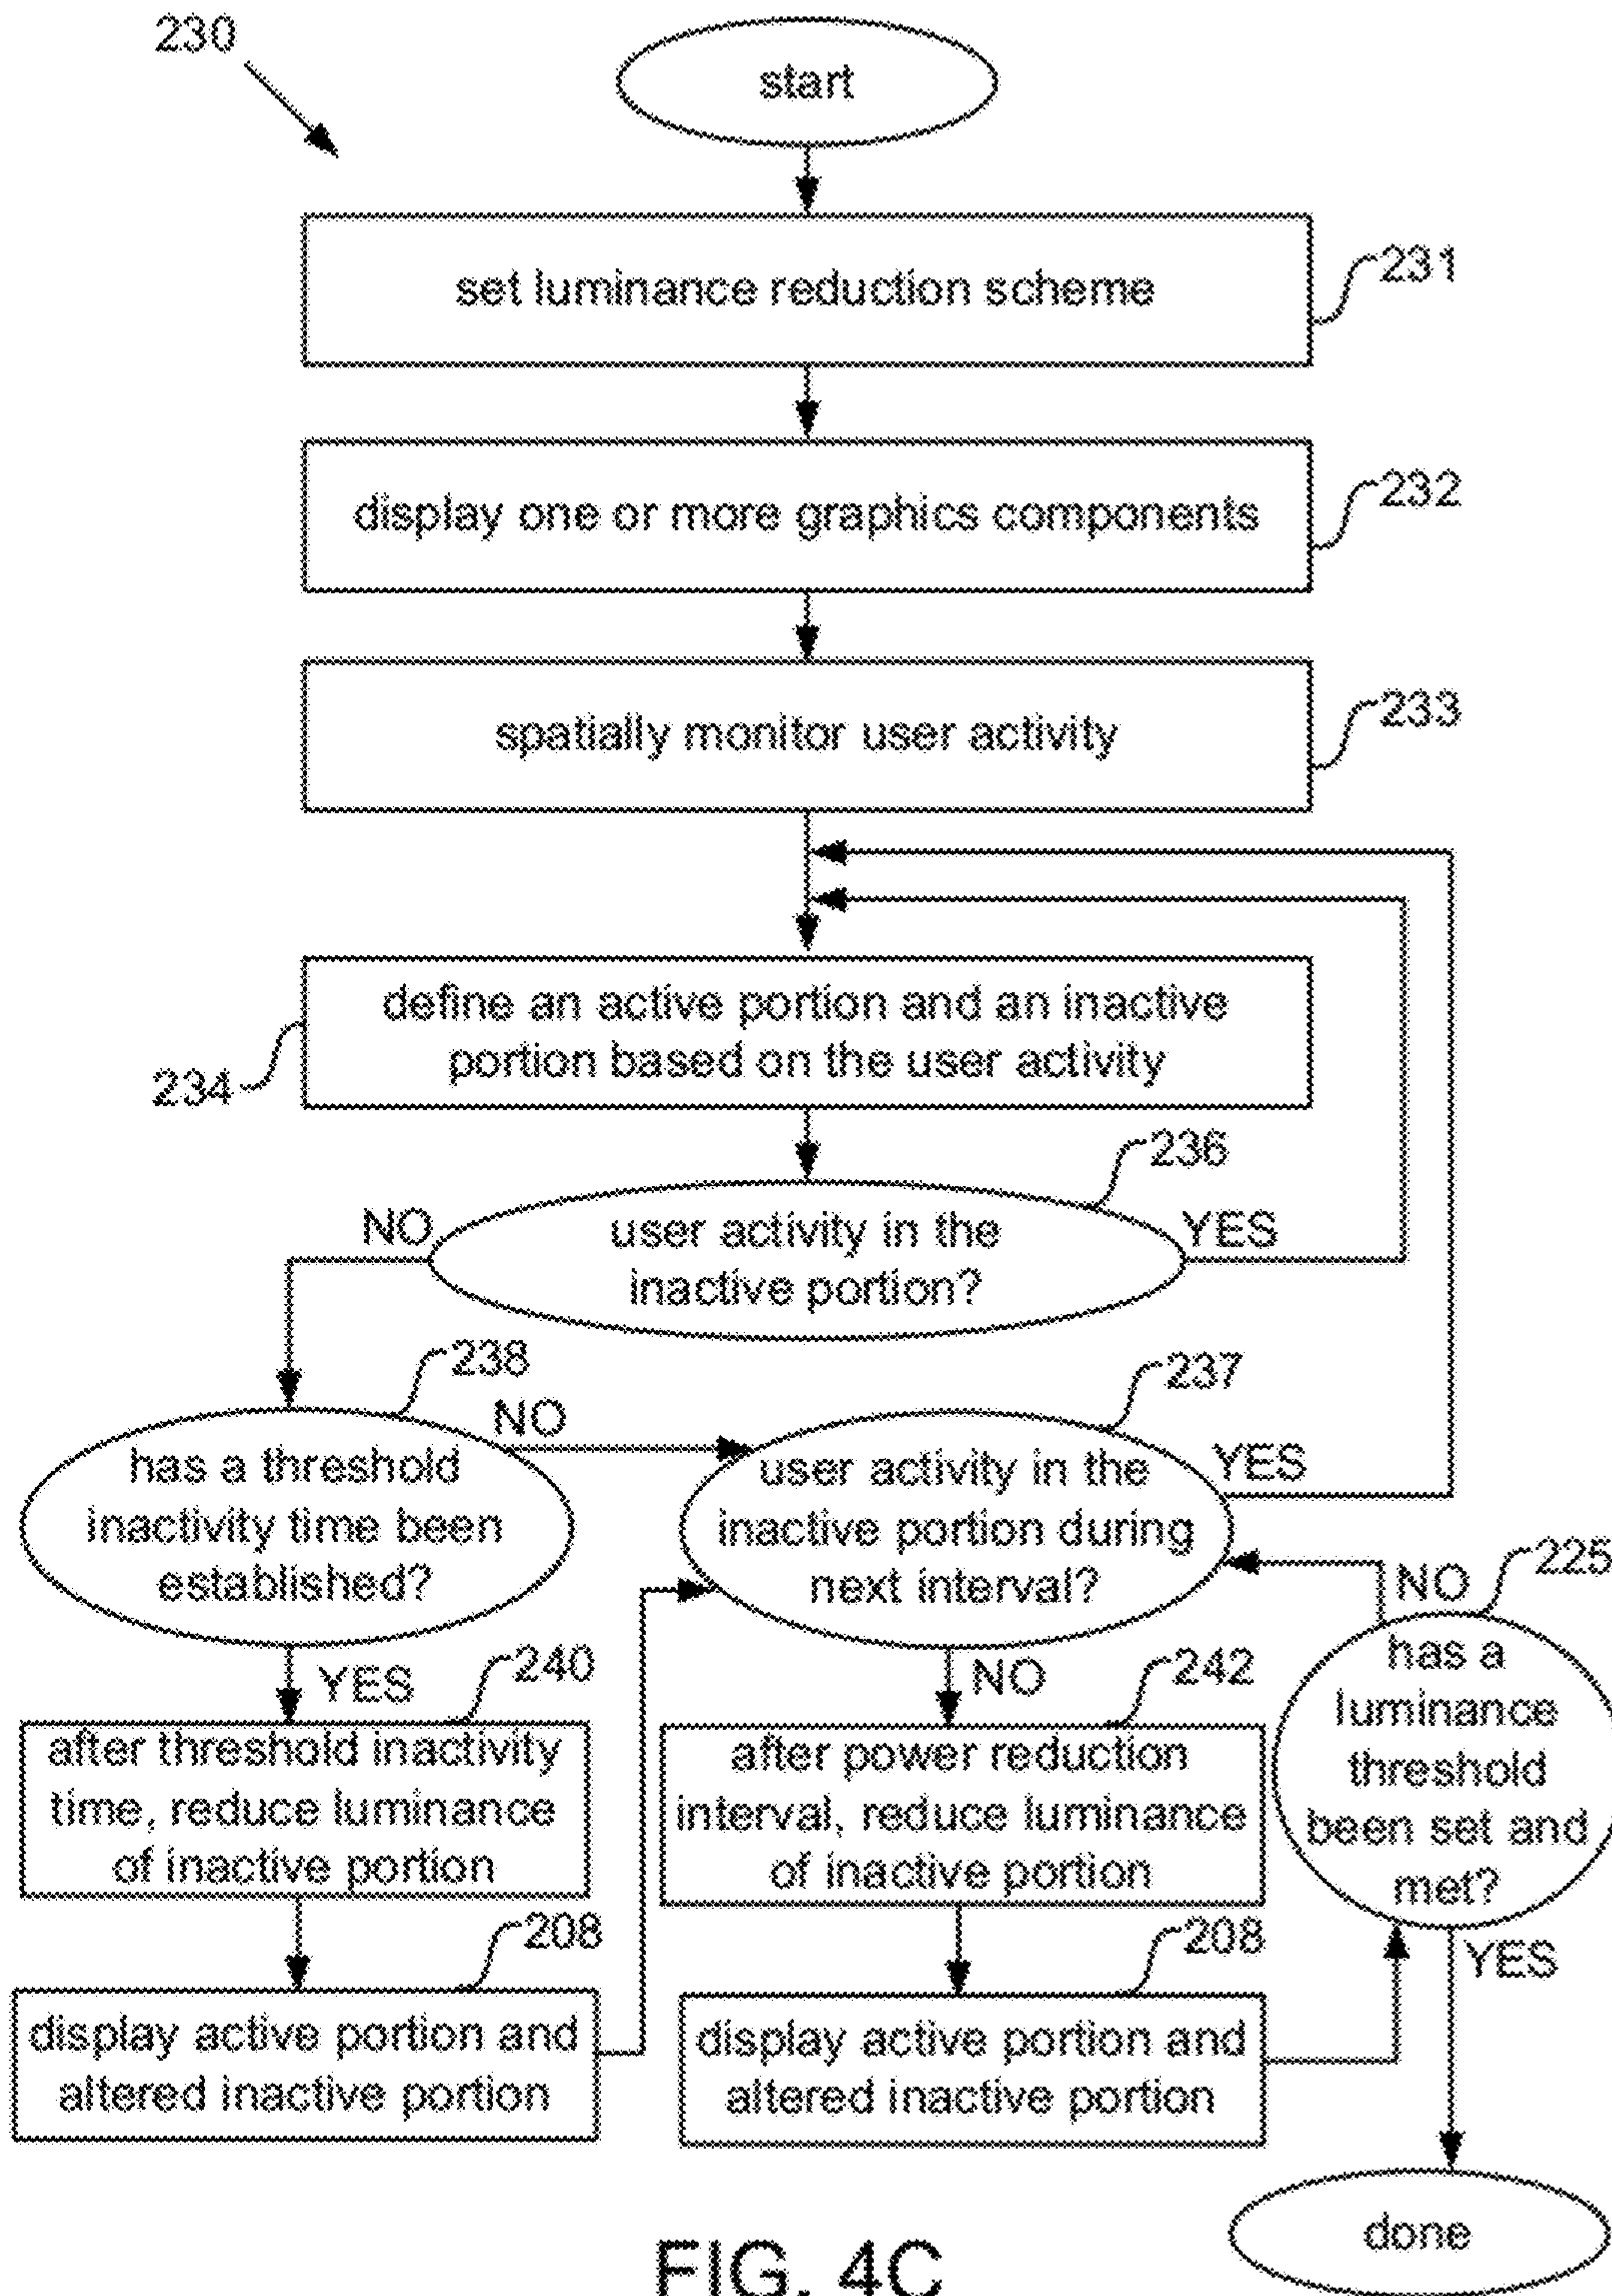 230
start
set luminance reduction scheme
231
display one or more graphics components
232
spatially monitor user activity
233
define an active portion and an inactive
portion based on the user activity
234
236
NO
user activity in the
inactive portion?
YES
238
has a threshold
inactivity time been
established?
NO
237
user activity in the
inactive portion during
next interval?
YES
225
NO
has a
luminance
threshold
been set and
met?
YES
YES
240
after threshold inactivity
time, reduce luminance
of inactive portion
NO
242
after power reduction
interval, reduce luminance
of inactive portion
208
display active portion and
altered inactive portion
208
display active portion and
altered inactive portion
done
FIG. 4C